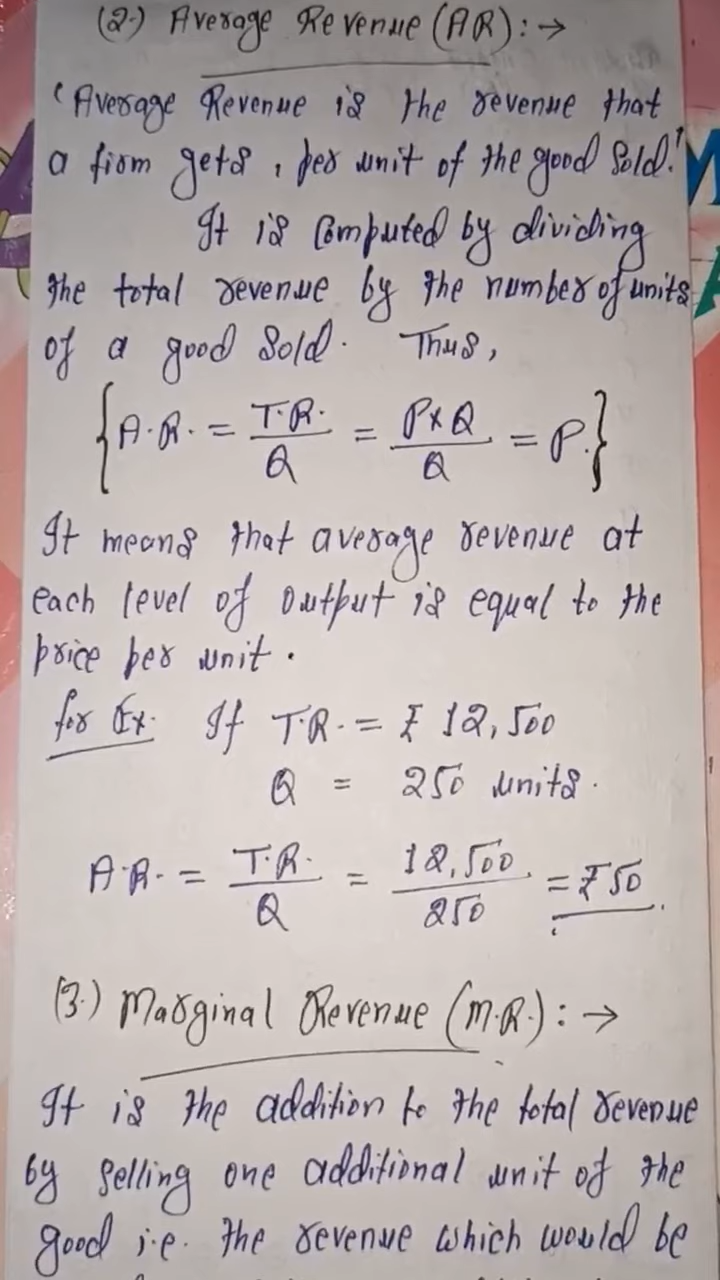 (2.) Average Revenue (AR) : →
'Average Revenue is the revenue that
a firm gets, per unit of the good Sold.'
It is Computed by dividing
the total revenue by the number of units
of a good Sold. Thus,
{A.R. = T.R. / Q = P×Q / Q = P.}
It means that average revenue at
each level of output is equal to the
price per unit.
for Ex. If T.R. = ₹ 12,500
Q = 250 units.
A.R. = T.R. / Q = 12,500 / 250 = ₹50
(3.) Marginal Revenue (M.R.) : →
It is the addition to the total revenue
by selling one additional unit of the
good i.e. the revenue which would be